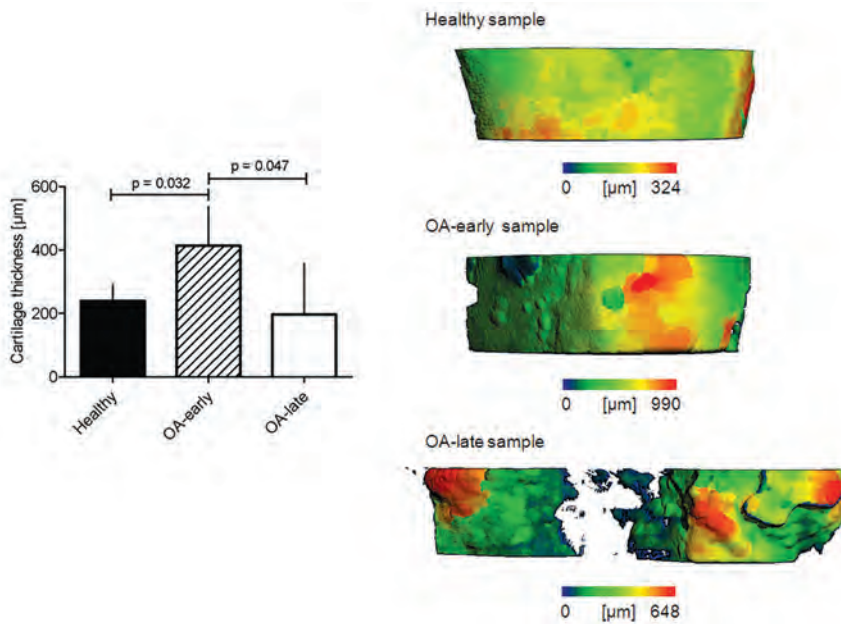 Healthy sample
0 [µm] 324
p = 0.047
p = 0.032
600
400
200
0
Cartilage thickness [µm]
Healthy
OA-early
OA-late
OA-early sample
0 [µm] 990
OA-late sample
0 [µm] 648